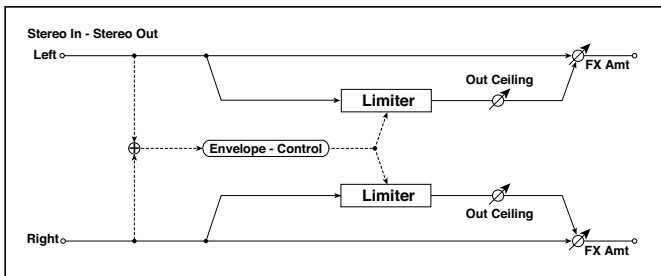 Stereo In - Stereo Out
Left
FX Amt
Out Ceiling
Limiter
Envelope - Control
Limiter
Out Ceiling
Right
FX Amt